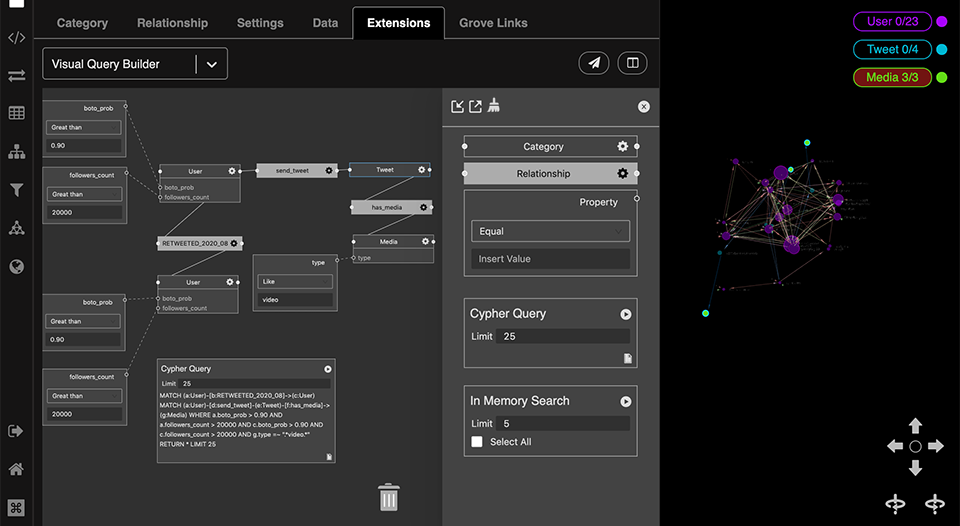 Category Relationship Settings Data Extensions Grove Links
Visual Query Builder
boto_prob
Great than
0.90
followers_count
Great than
20000
User
boto_prob
followers_count
send_tweet
Tweet
has_media
Media
type
RETWEETED_2020_08
type
Like
video
User
boto_prob
followers_count
boto_prob
Great than
0.90
followers_count
Great than
20000
Cypher Query
Limit 25
MATCH (a:User)-[b:RETWEETED_2020_08]->(c:User)
MATCH (a:User)-[d:send_tweet]-(e:Tweet)-[f:has_media]->
(g:Media) WHERE a.boto_prob > 0.90 AND
a.followers_count > 20000 AND c.boto_prob > 0.90 AND
c.followers_count > 20000 AND g.type =~ ".*video.*"
RETURN * LIMIT 25
Category
Relationship
Property
Equal
Insert Value
Cypher Query
Limit 25
In Memory Search
Limit 5
Select All
User 0/23
Tweet 0/4
Media 3/3